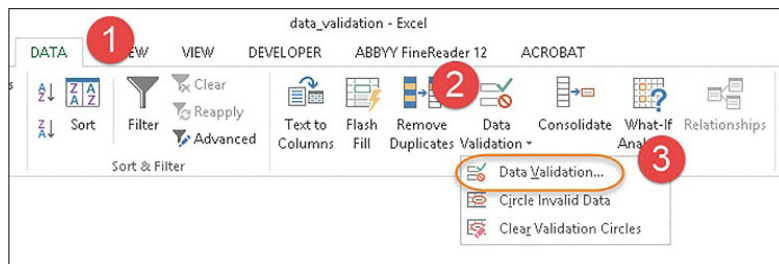 data_validation - Excel
1
DATA EW VIEW DEVELOPER ABBYY FineReader 12 ACROBAT
2
Clear
Reapply
Advanced
Sort Filter Text to Columns Flash Fill Remove Duplicates Data Validation Consolidate What-If Relationships
Sort & Filter
3
Data Validation...
Circle Invalid Data
Clear Validation Circles